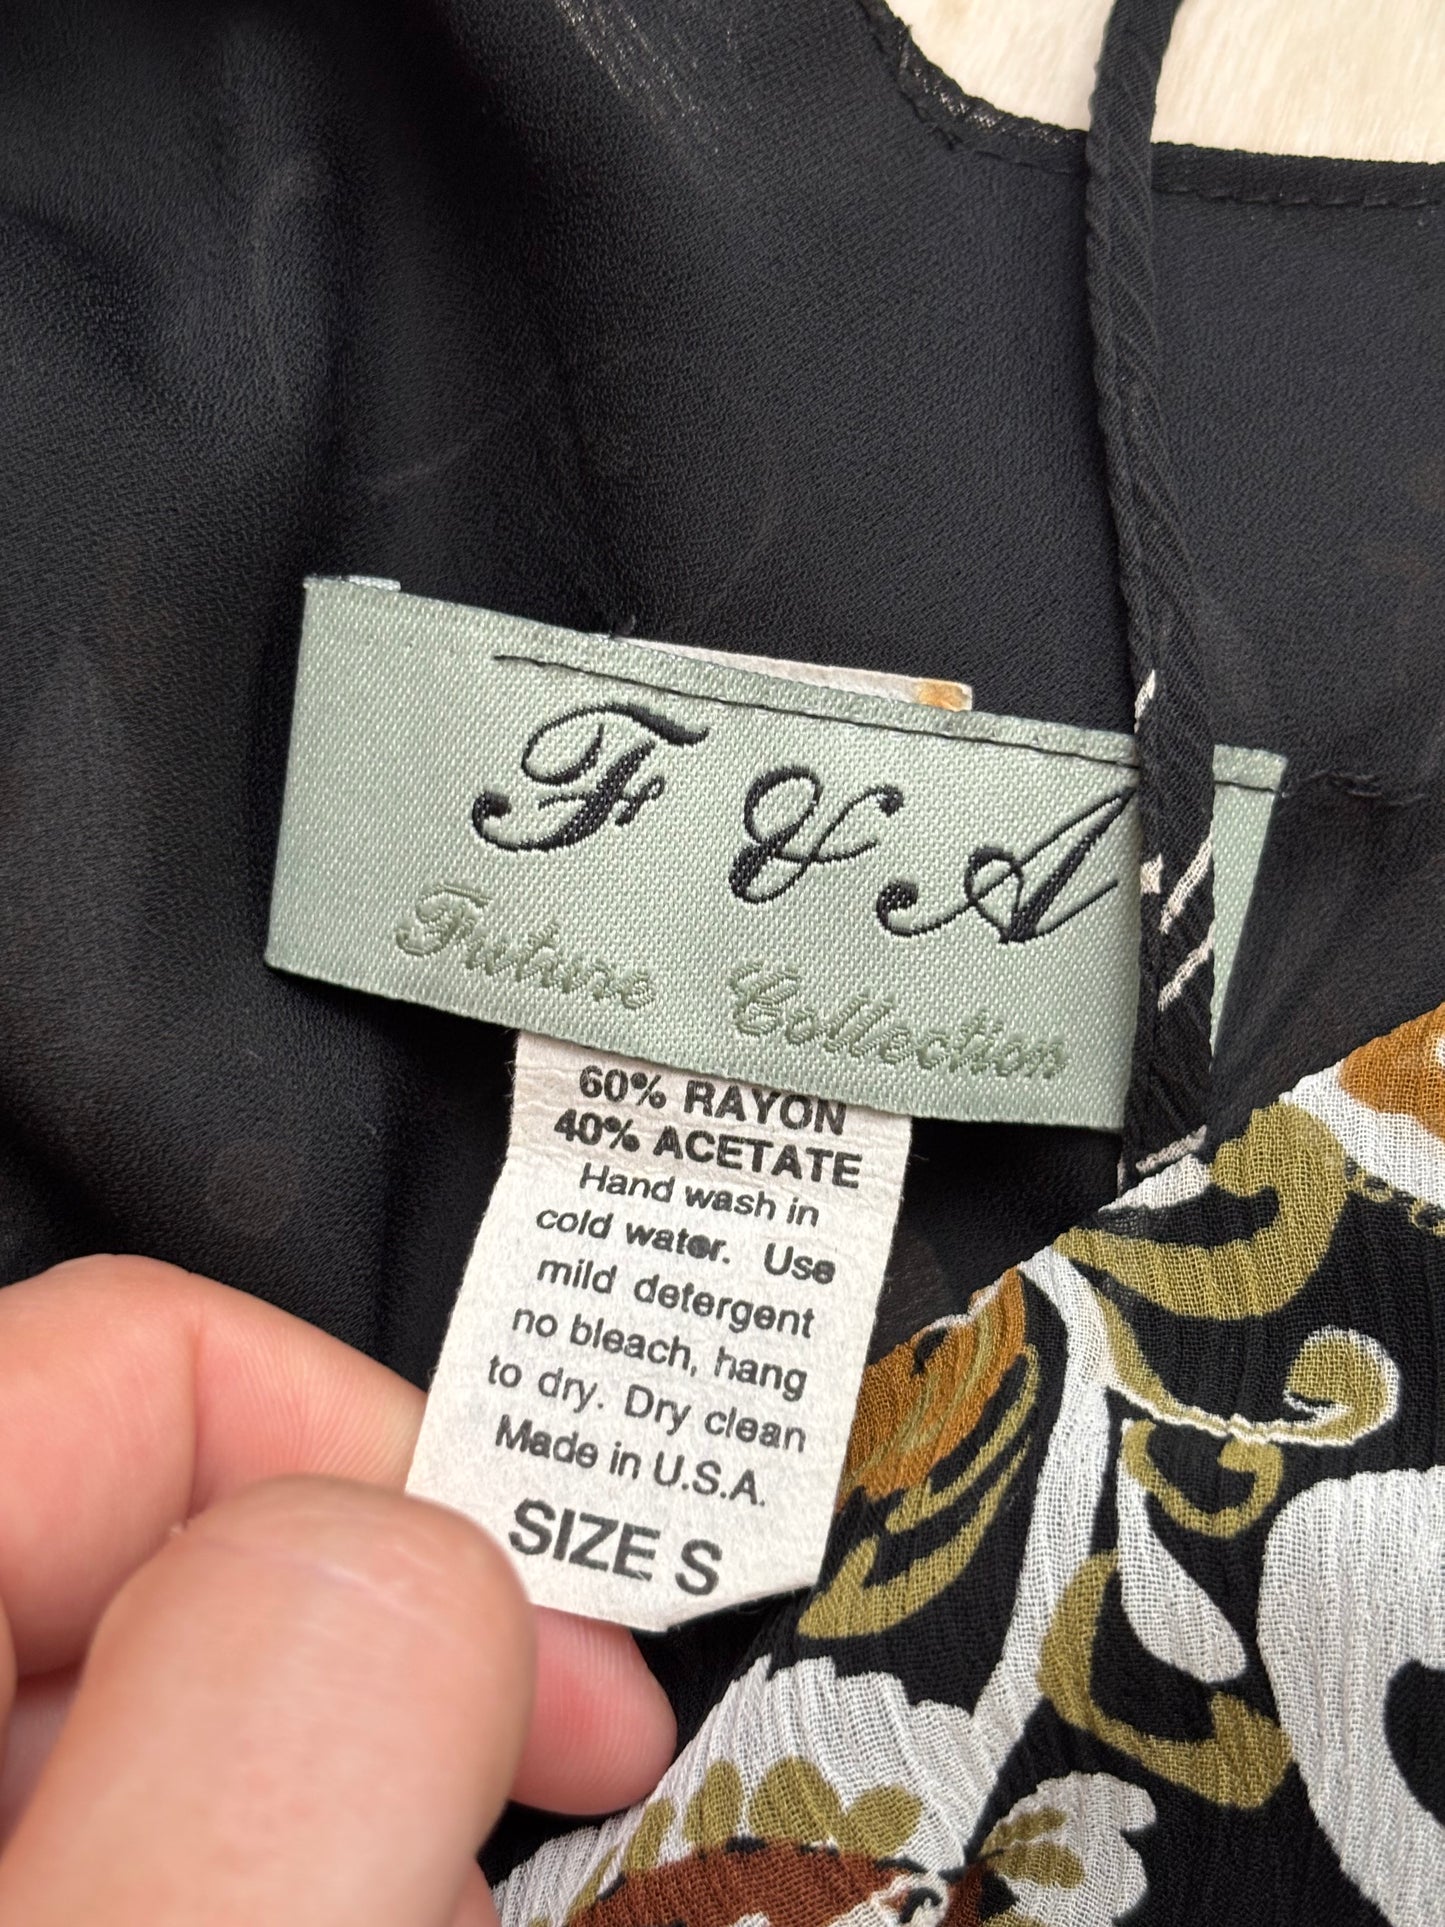 F & A
Future Collection
60% RAYON
40% ACETATE
Hand wash in
cold water. Use
mild detergent
no bleach, hang
to dry. Dry clean
Made in U.S.A.
SIZE S